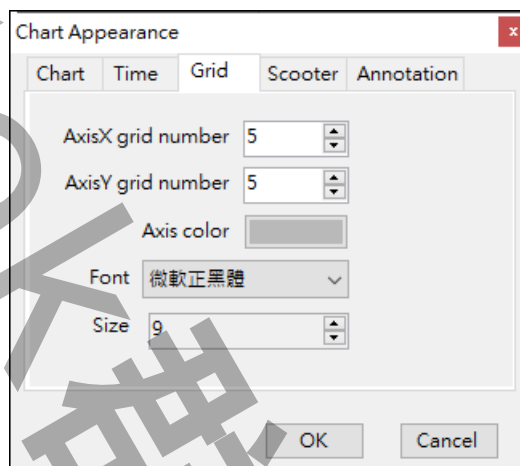 Chart Appearance
x
Chart Time Grid Scooter Annotation
AxisX grid number 5
AxisY grid number 5
Axis color
Font 微軟正黑體
Size 9
OK Cancel